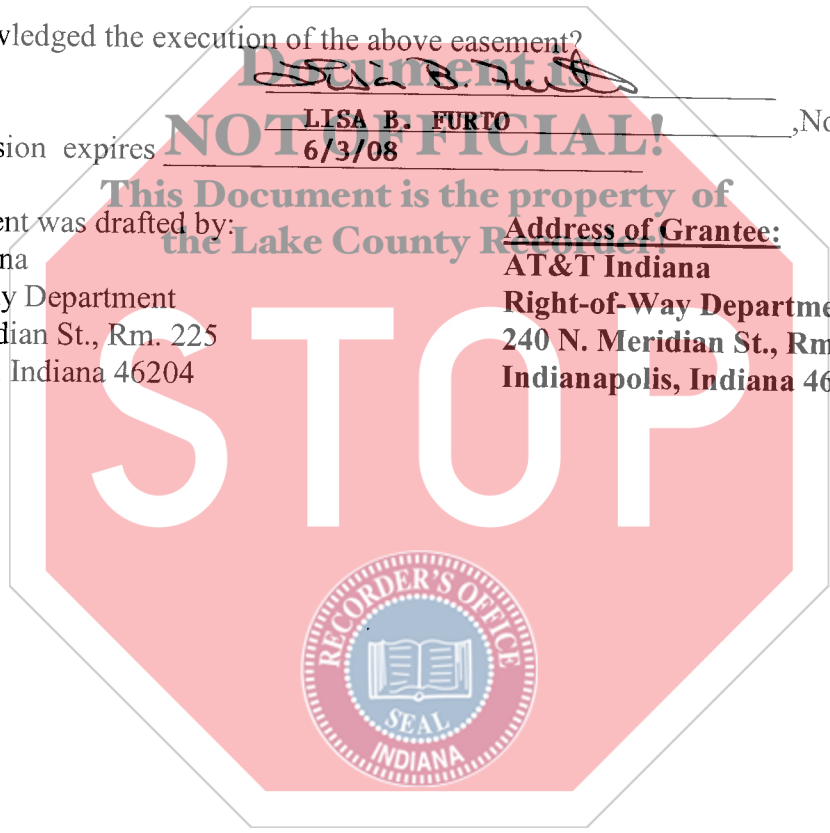 wledged the execution of the above easement?
Document is
Lisa B. Furto
LISA B. FURTO ,No
NOT OFFICIAL!
sion expires 6/3/08
This Document is the property of
the Lake County Recorder!
ent was drafted by:
na
y Department
dian St., Rm. 225
, Indiana 46204
Address of Grantee:
AT&T Indiana
Right-of-Way Departme
240 N. Meridian St., Rm
Indianapolis, Indiana 46
STOP
RECORDER'S OFFICE
SEAL
INDIANA